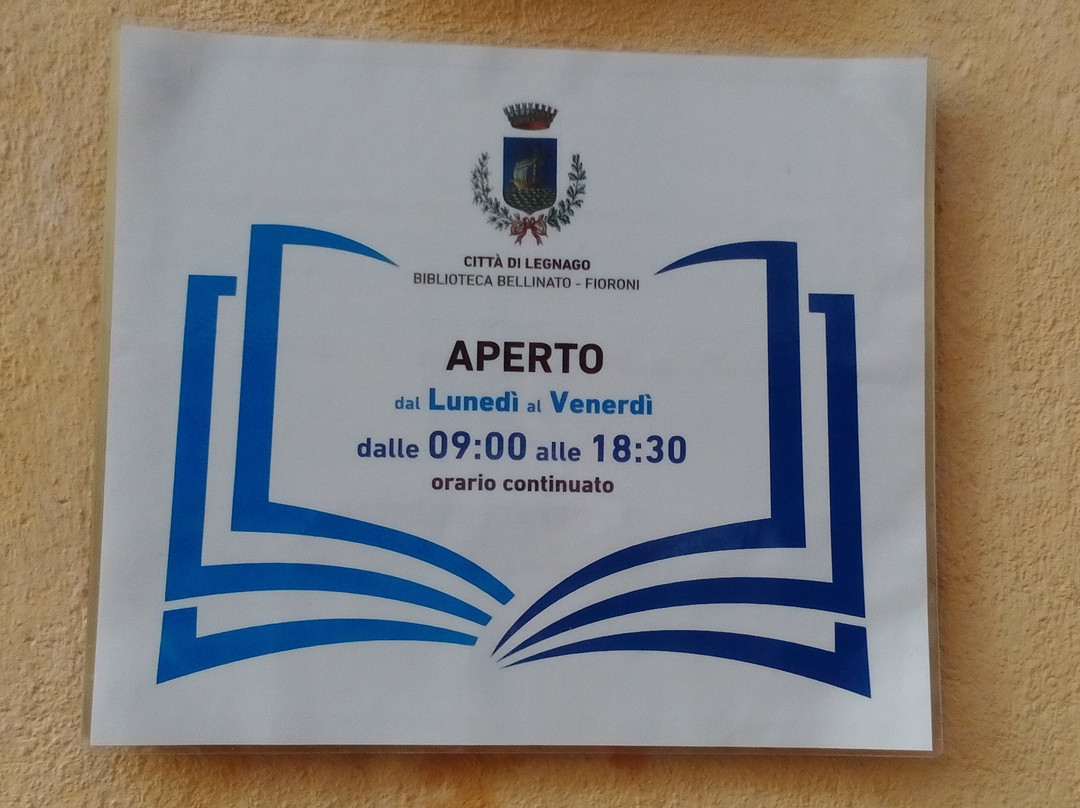 CITTÀ DI LEGNAGO
BIBLIOTECA BELLINATO - FIORONI
APERTO
dal Lunedì al Venerdì
dalle 09:00 alle 18:30
orario continuato